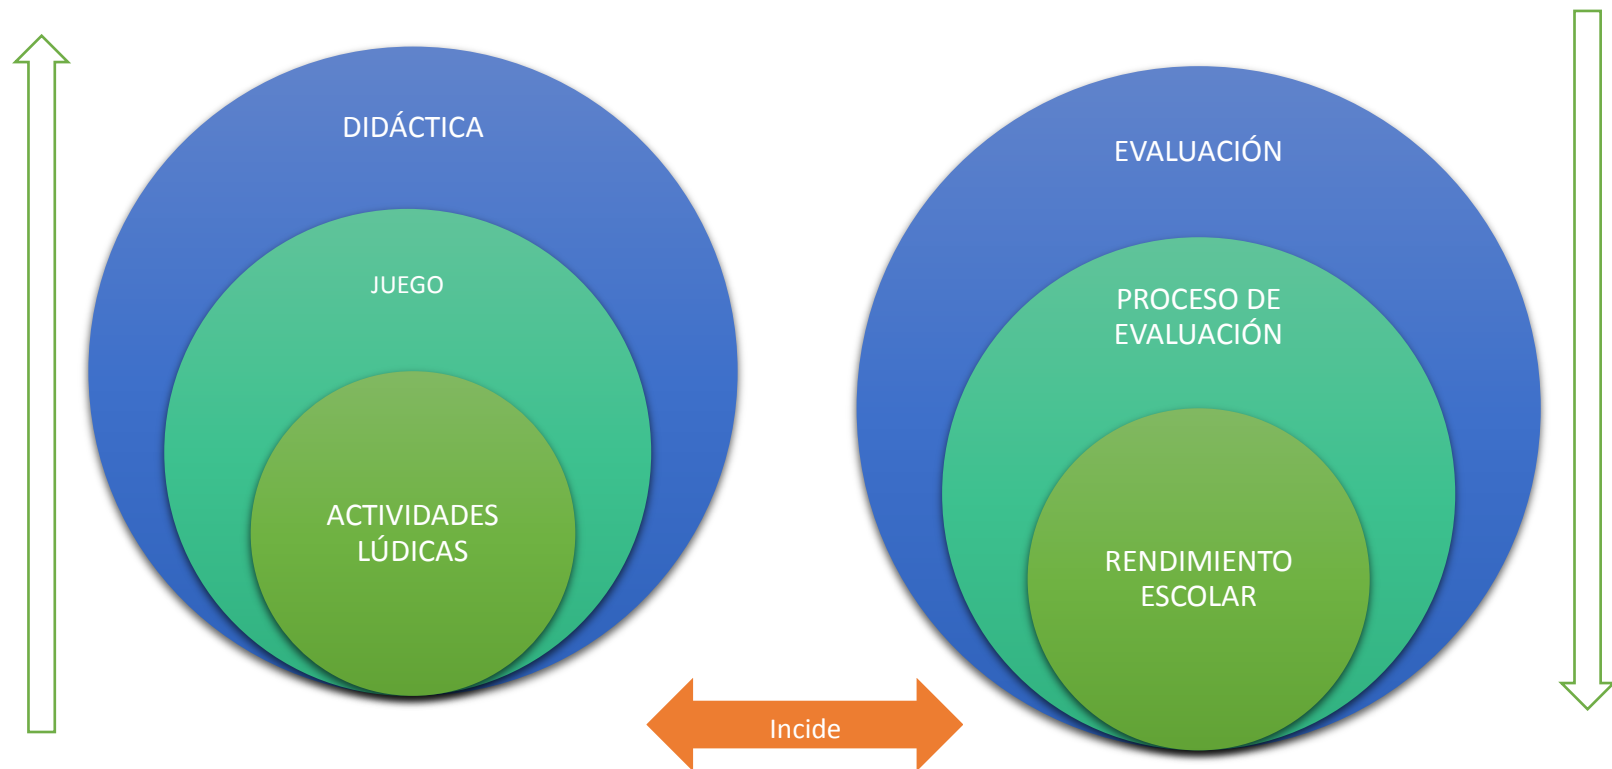 DIDÁCTICA
JUEGO
ACTIVIDADES
LÚDICAS
EVALUACIÓN
PROCESO DE
EVALUACIÓN
RENDIMIENTO
ESCOLAR
Incide